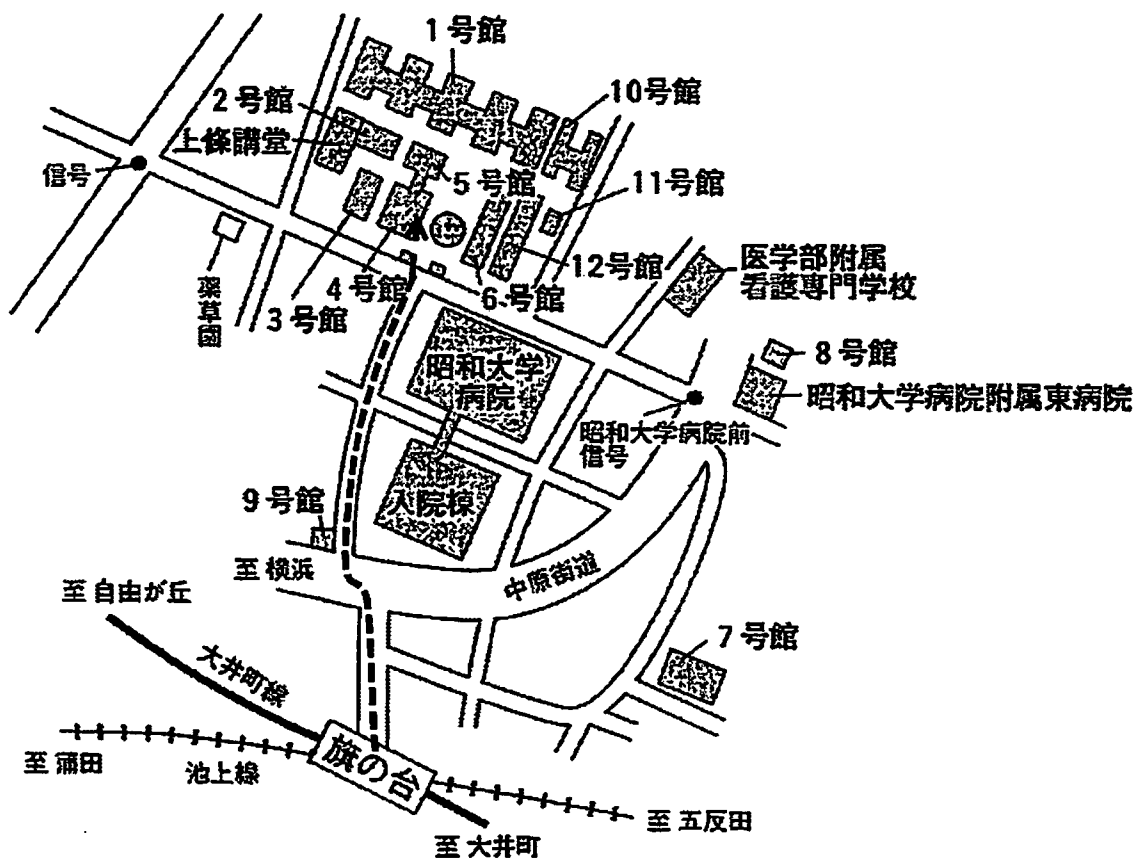 1号館
10号館
2号館
上條講堂
信号
5号館
11号館
医学部附属
看護専門学校
12号館
薬草園
4号館
6号館
3号館
8号館
昭和大学
病院
昭和大学病院附属東病院
昭和大学病院前
信号
9号館
入院棟
至 横浜
中原街道
至 自由が丘
7号館
大井町線
旗の台
至 蒲田
池上線
至 五反田
至 大井町